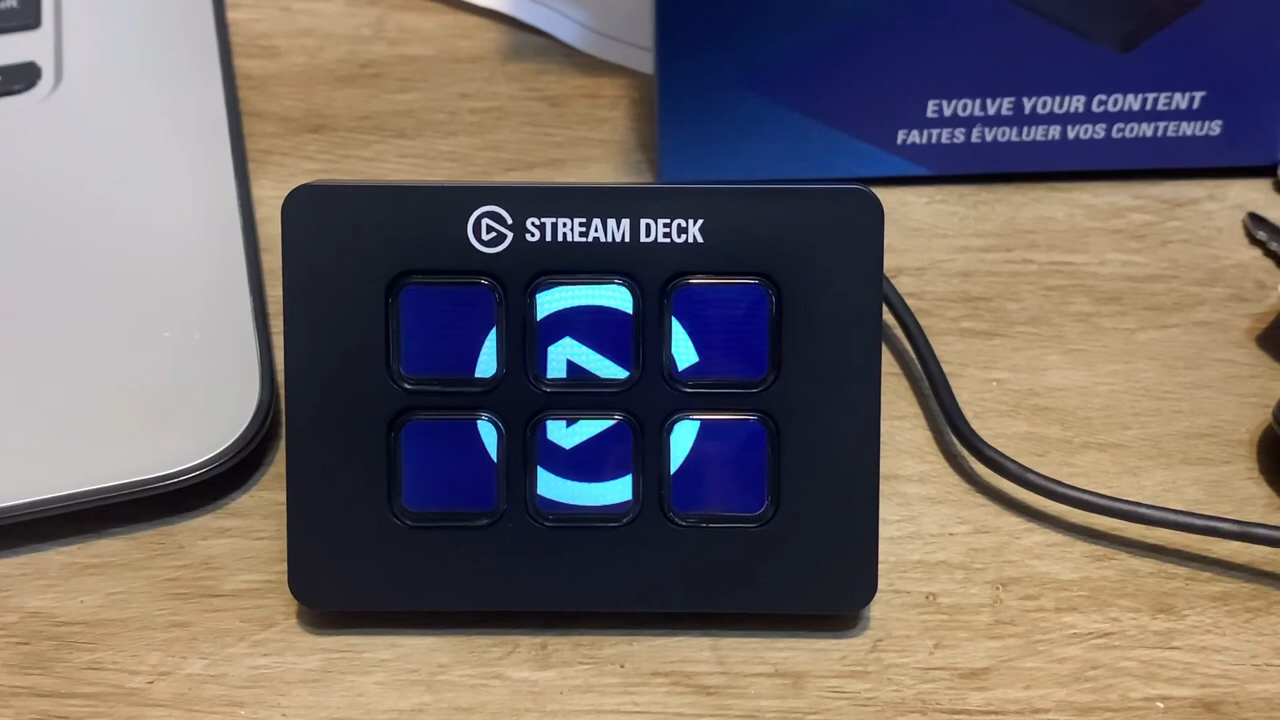 EVOLVE YOUR CONTENT
FAITES ÉVOLUER VOS CONTENUS
STREAM DECK